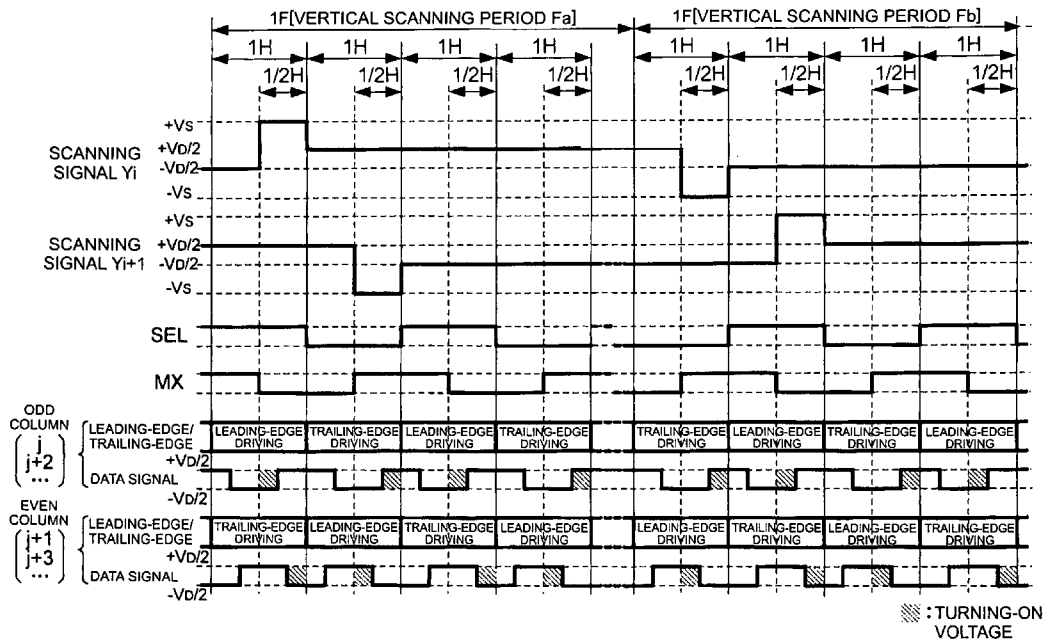 1F[VERTICAL SCANNING PERIOD Fa] 1F[VERTICAL SCANNING PERIOD Fb]
1H 1H 1H 1H 1H 1H 1H 1H
1/2H 1/2H 1/2H 1/2H 1/2H 1/2H 1/2H 1/2H
SCANNING
SIGNAL Yi
+Vs
+VD/2
-VD/2
-Vs
SCANNING
SIGNAL Yi+1
+Vs
+VD/2
-VD/2
-Vs
SEL
MX
ODD
COLUMN
j
j+2
...
LEADING-EDGE/
TRAILING-EDGE
LEADING-EDGE DRIVING TRAILING-EDGE DRIVING LEADING-EDGE DRIVING TRAILING-EDGE DRIVING TRAILING-EDGE DRIVING LEADING-EDGE DRIVING TRAILING-EDGE DRIVING LEADING-EDGE DRIVING
+VD/2
DATA SIGNAL
-VD/2
EVEN
COLUMN
j+1
j+3
...
LEADING-EDGE/
TRAILING-EDGE
TRAILING-EDGE DRIVING LEADING-EDGE DRIVING TRAILING-EDGE DRIVING LEADING-EDGE DRIVING LEADING-EDGE DRIVING TRAILING-EDGE DRIVING LEADING-EDGE DRIVING TRAILING-EDGE DRIVING
+VD/2
DATA SIGNAL
-VD/2
: TURNING-ON
VOLTAGE